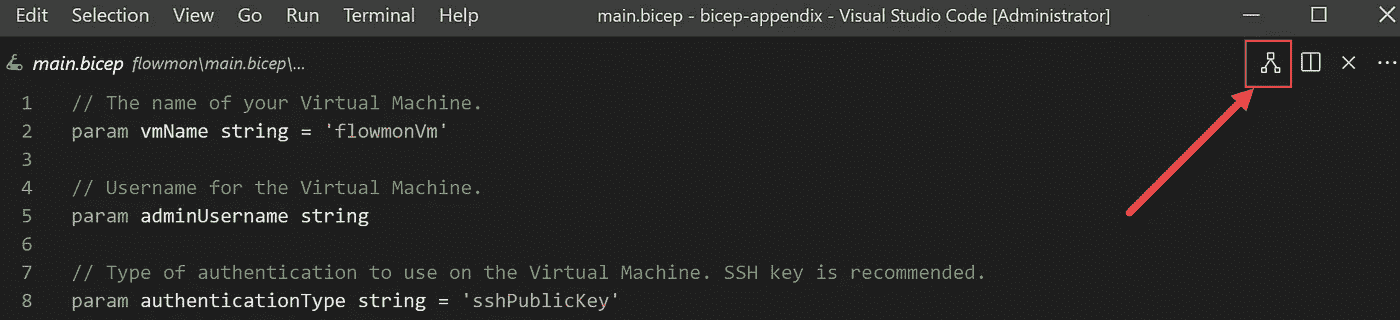 Edit Selection View Go Run Terminal Help main.bicep - bicep-appendix - Visual Studio Code [Administrator]
main.bicep flowmon\main.bicep\...
1 // The name of your Virtual Machine.
2 param vmName string = 'flowmonVm'
3
4 // Username for the Virtual Machine.
5 param adminUsername string
6
7 // Type of authentication to use on the Virtual Machine. SSH key is recommended.
8 param authenticationType string = 'sshPublicKey'